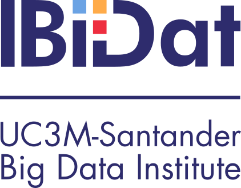 IBiDat
UC3M-Santander
Big Data Institute